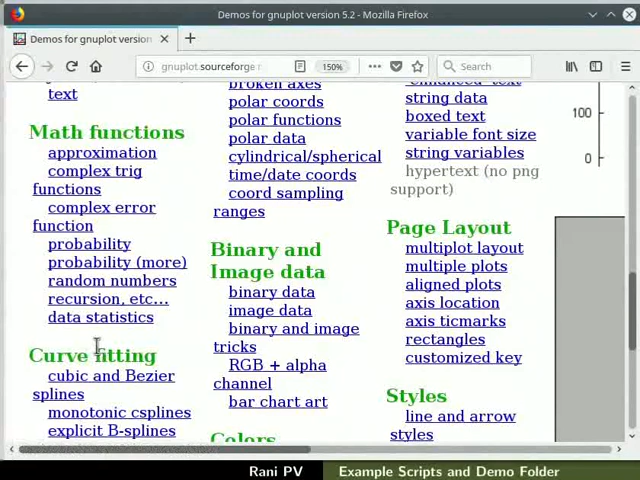 Demos for gnuplot version 5.2 - Mozilla Firefox
Demos for gnuplot version
gnuplot.sourceforge
150%
Search
text
Math functions
approximation
complex trig
functions
complex error
function
probability
probability (more)
random numbers
recursion, etc...
data statistics
Curve fitting
cubic and Bezier
splines
monotonic csplines
explicit B-splines
broken axes
polar coords
polar functions
polar data
cylindrical/spherical
time/date coords
coord sampling
ranges
Binary and
Image data
binary data
image data
binary and image
tricks
RGB + alpha
channel
bar chart art
Colors
"enhanced" text
string data
boxed text
variable font size
string variables
hypertext (no png
support)
Page Layout
multiplot layout
multiple plots
aligned plots
axis location
axis ticmarks
rectangles
customized key
Styles
line and arrow
styles
100
0
Rani PV
Example Scripts and Demo Folder